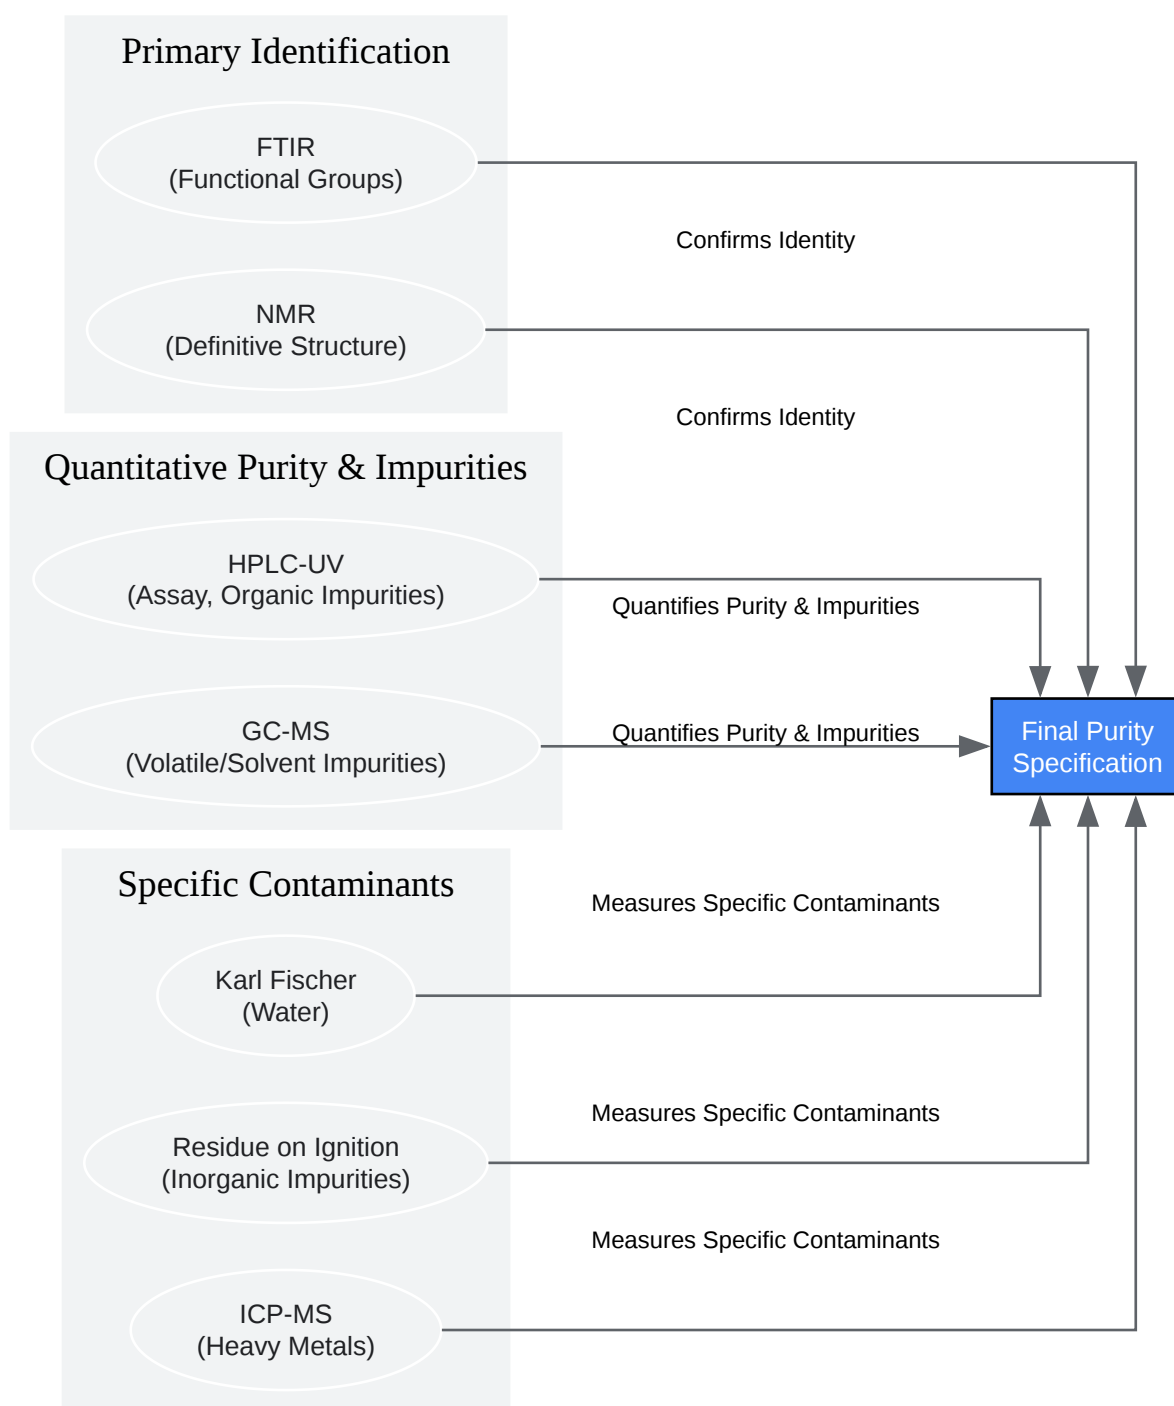 Primary Identification
FTIR
(Functional Groups)
Confirms Identity
NMR
(Definitive Structure)
Confirms Identity
Quantitative Purity & Impurities
HPLC-UV
(Assay, Organic Impurities)
Quantifies Purity & Impurities
GC-MS
(Volatile/Solvent Impurities)
Quantifies Purity & Impurities
Final Purity
Specification
Specific Contaminants
Measures Specific Contaminants
Karl Fischer
(Water)
Measures Specific Contaminants
Residue on Ignition
(Inorganic Impurities)
Measures Specific Contaminants
ICP-MS
(Heavy Metals)